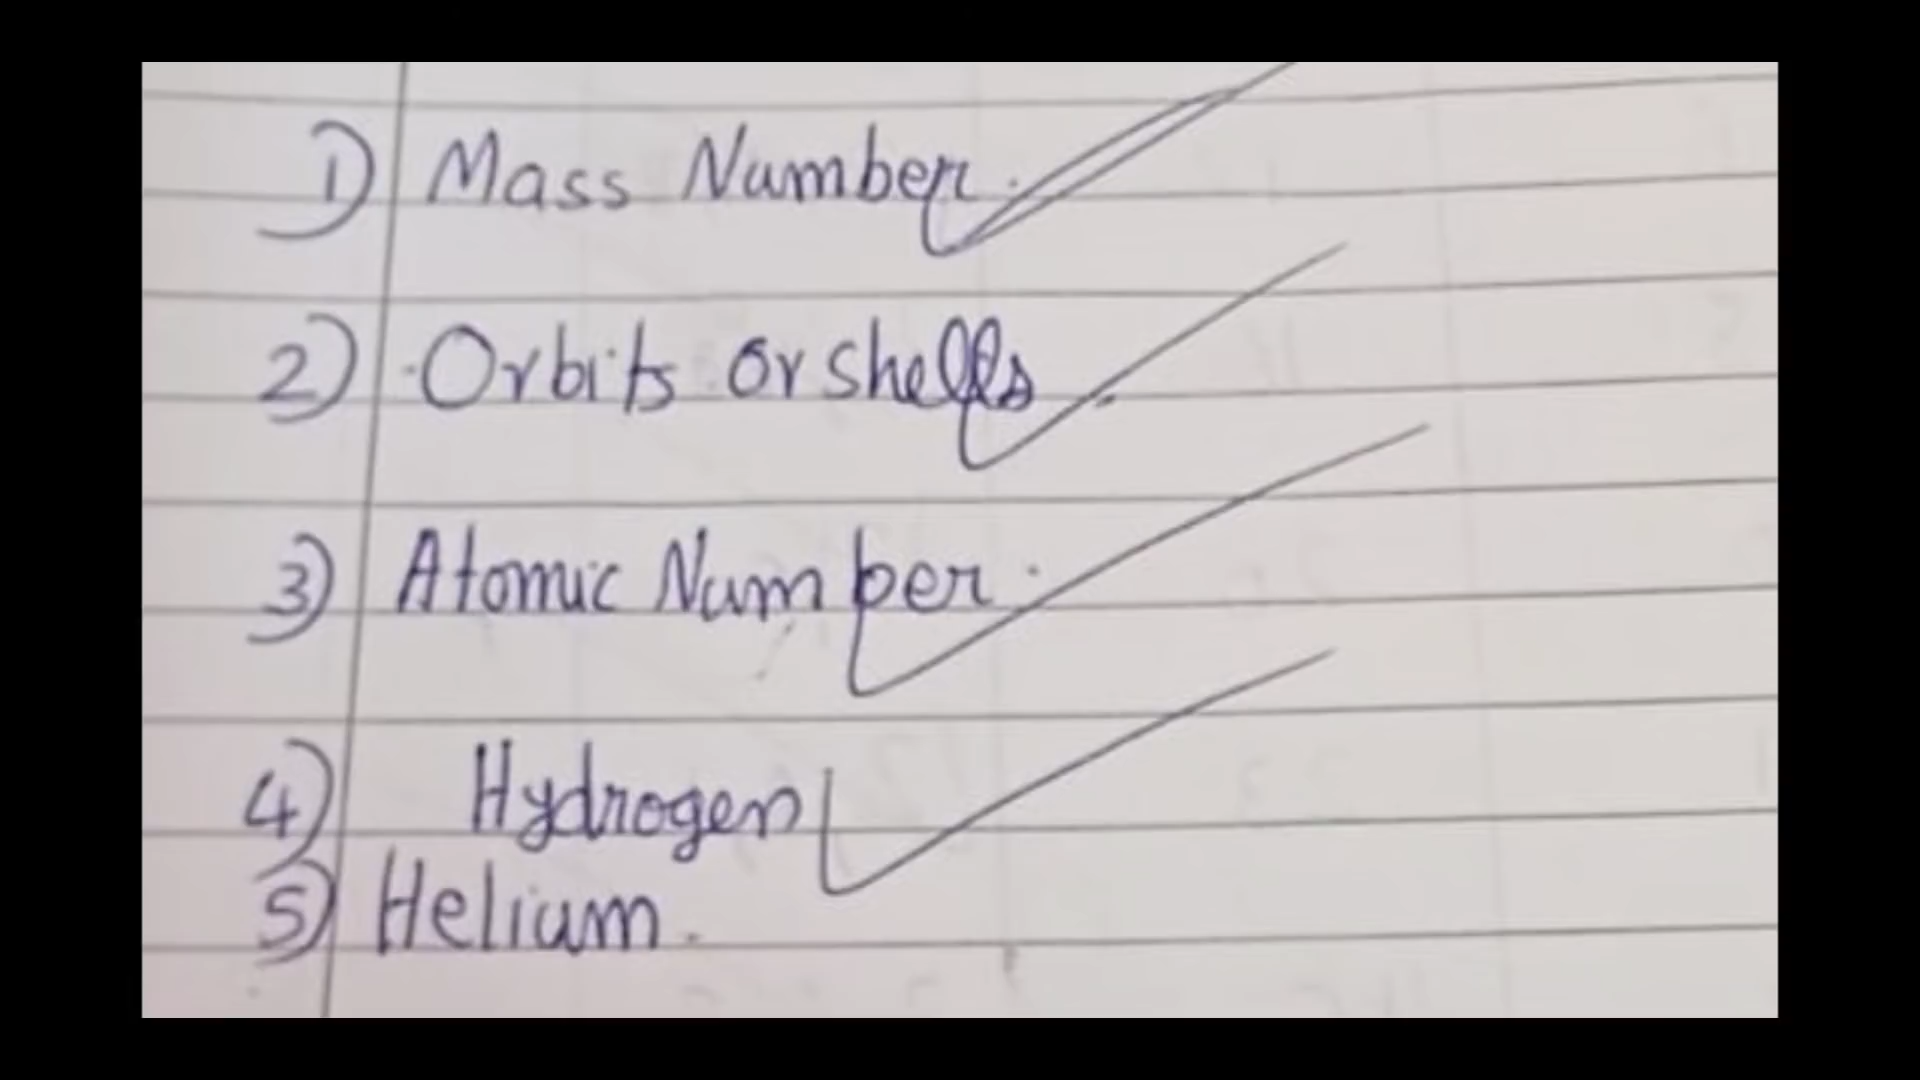 1) Mass Number.
2) Orbits or shells.
3) Atomic Number.
4) Hydrogen
5) Helium.